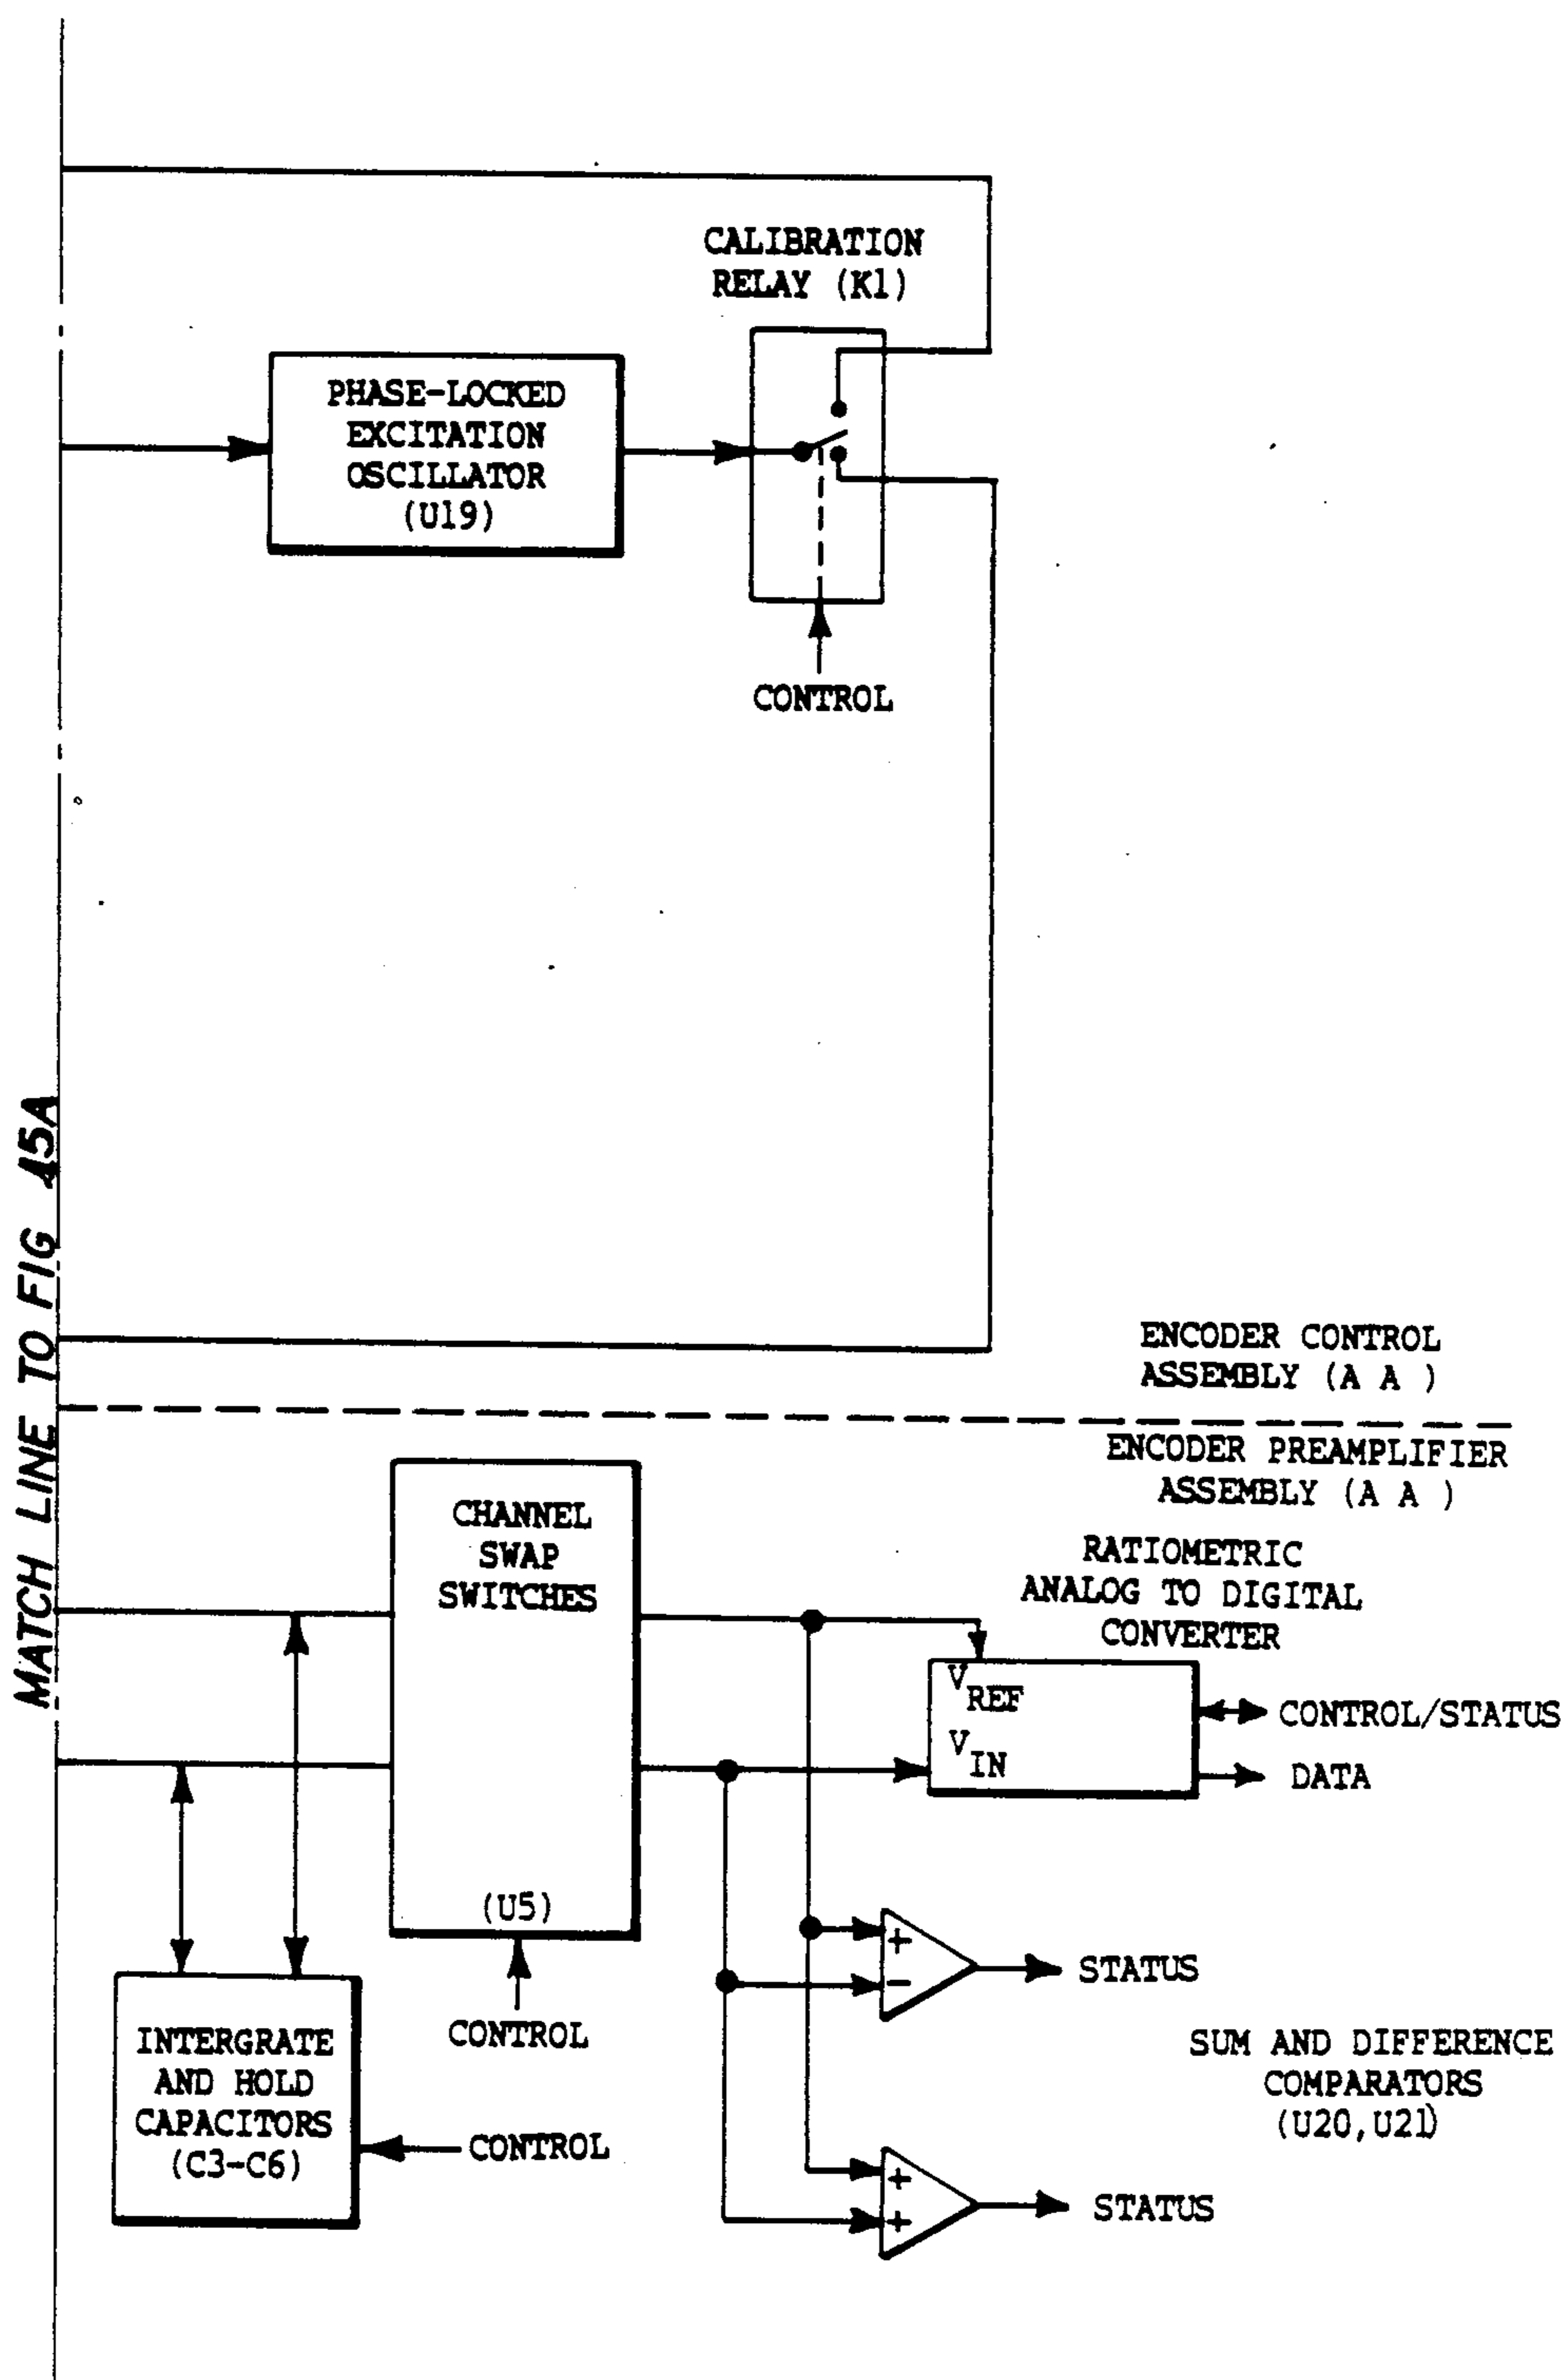 CALIBRATION
RELAY (K1)
PHASE-LOCKED
EXCITATION
OSCILLATOR
(U19)
CONTROL
MATCH LINE TO FIG 45A
ENCODER CONTROL
ASSEMBLY (A A )
ENCODER PREAMPLIFIER
ASSEMBLY (A A )
CHANNEL
SWAP
SWITCHES
(U5)
CONTROL
RATIOMETRIC
ANALOG TO DIGITAL
CONVERTER
VREF
VIN
CONTROL/STATUS
DATA
+
-
STATUS
INTERGRATE
AND HOLD
CAPACITORS
(C3-C6)
CONTROL
SUM AND DIFFERENCE
COMPARATORS
(U20,U21)
+
+
STATUS